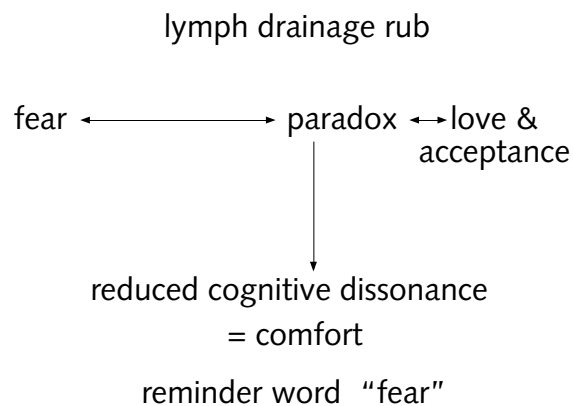 lymph drainage rub
fear paradox love &
acceptance
reduced cognitive dissonance
= comfort
reminder word “fear”